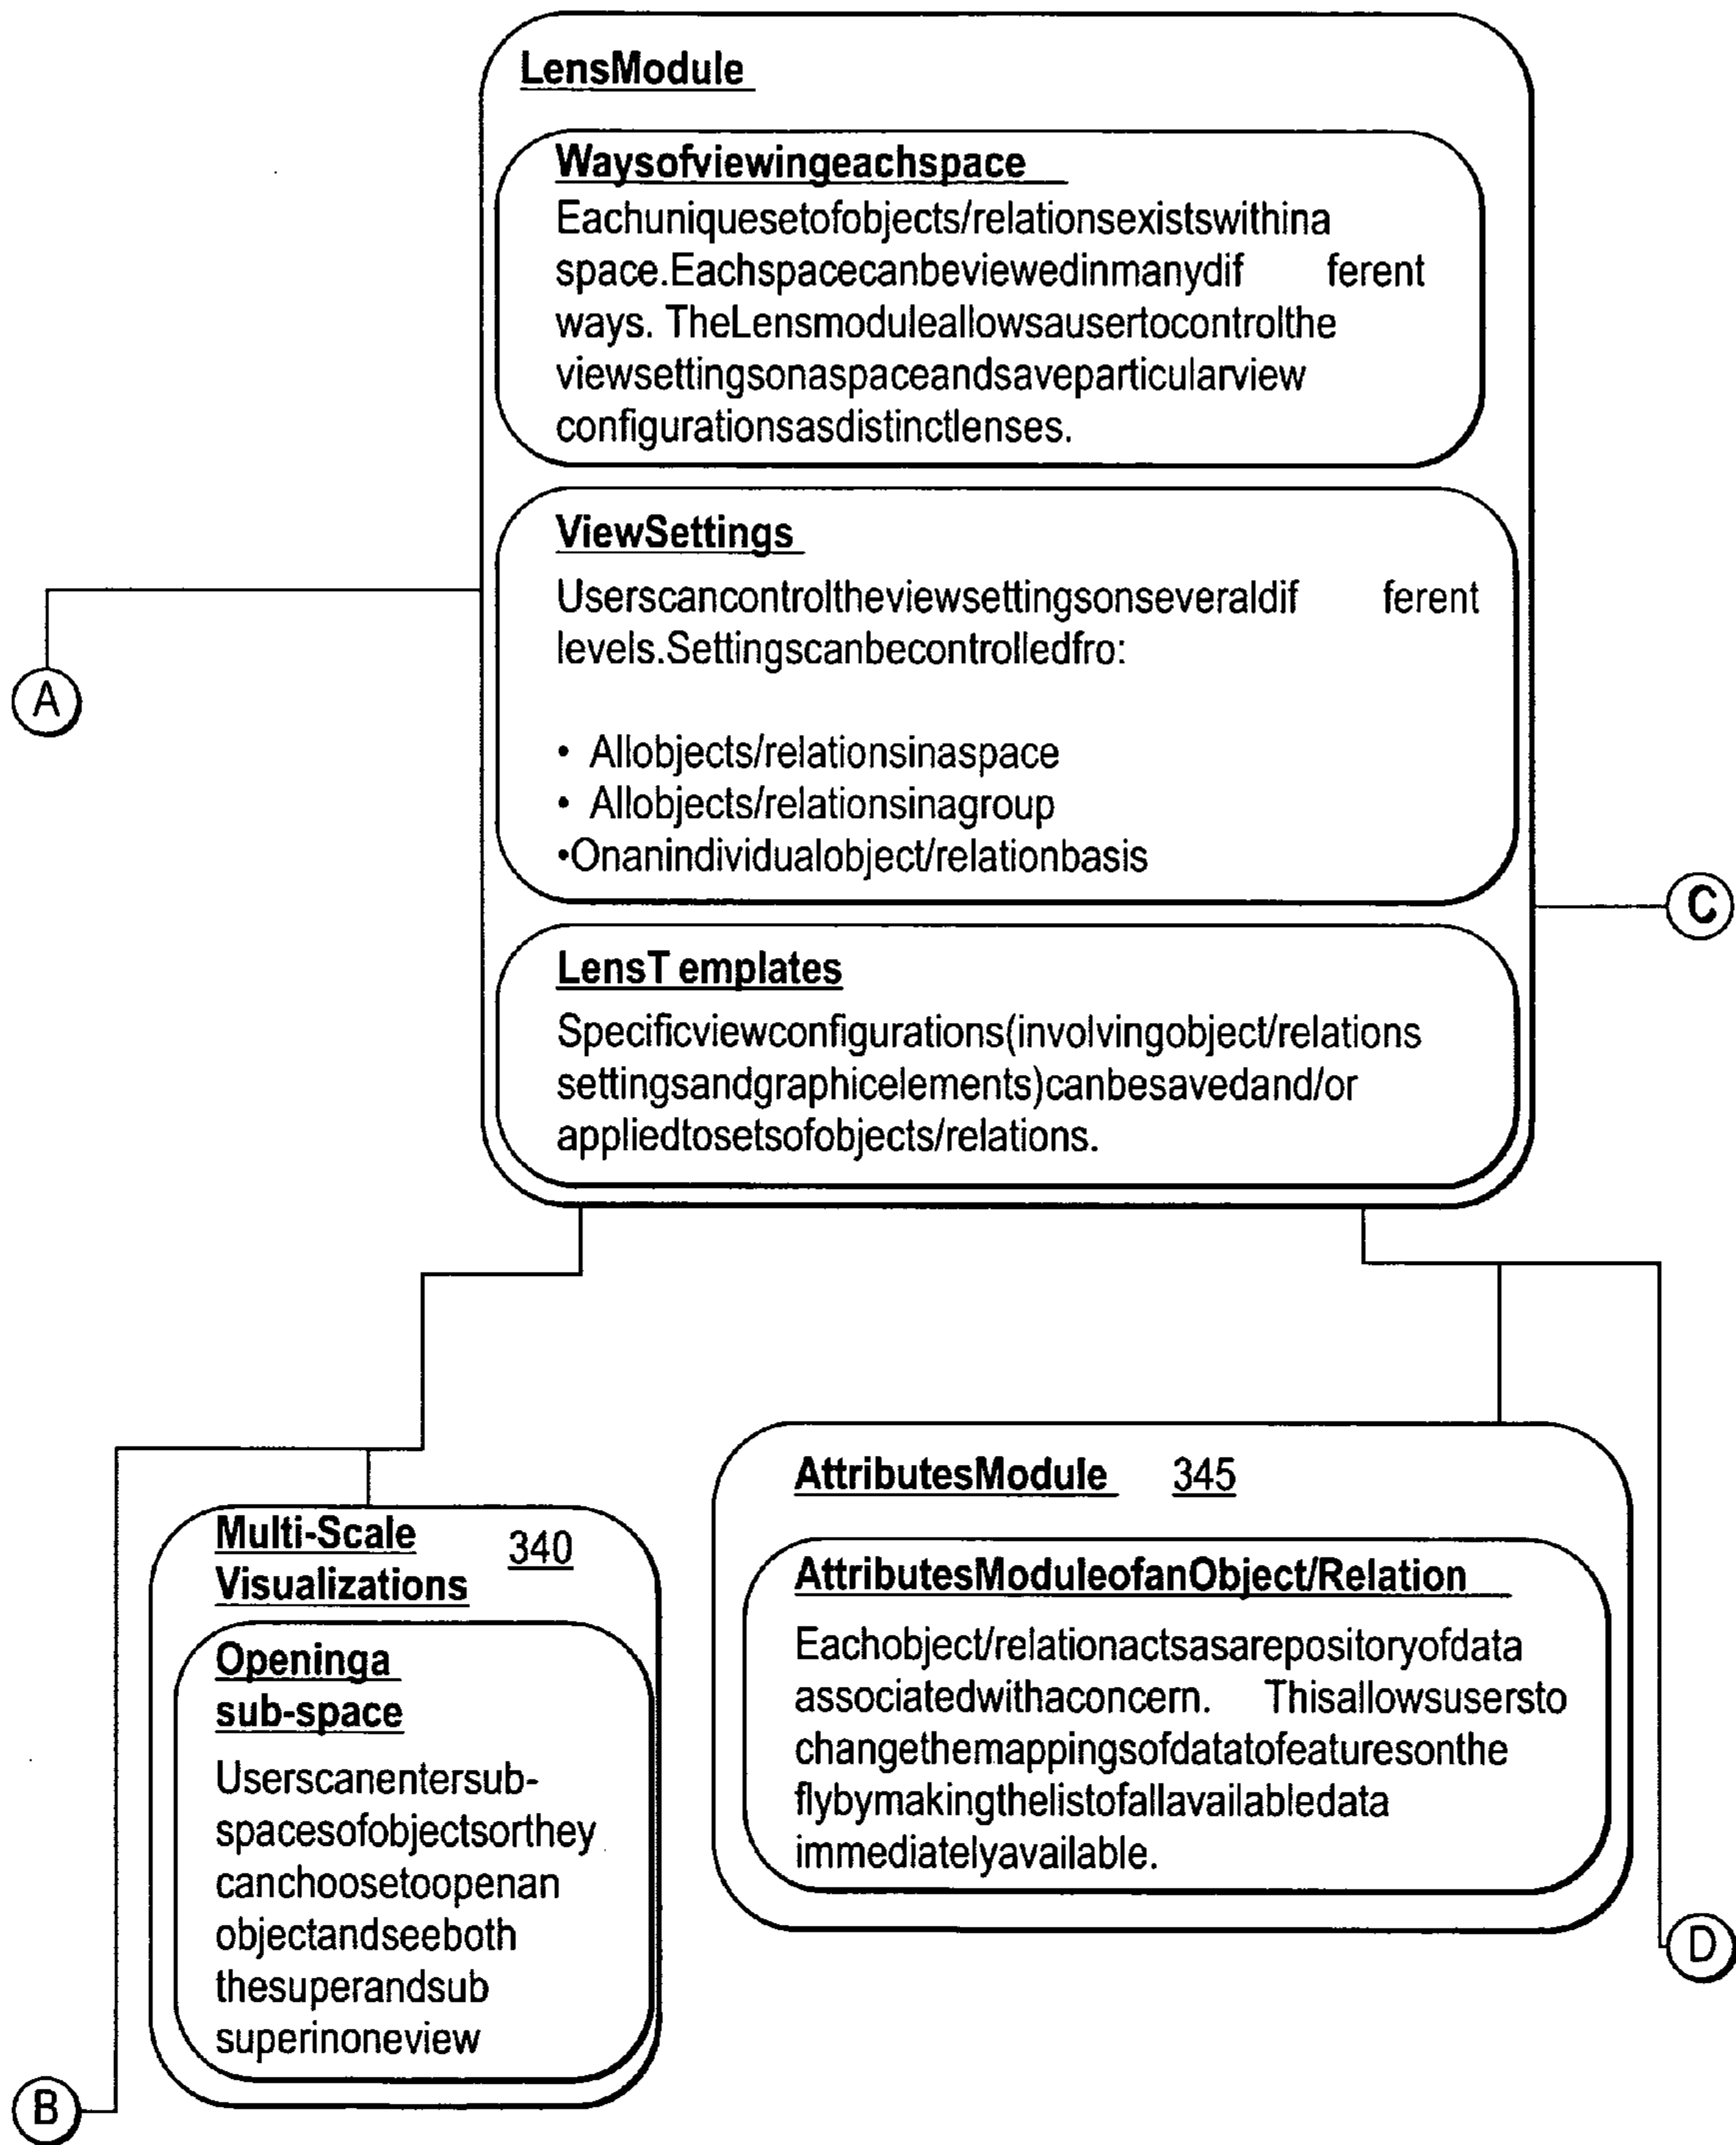 LensModule
Waysofviewingeachspace
Eachuniquesetofobjects/relationsexistswithina
space.Eachspacecanbeviewedinmanydif ferent
ways. TheLensmoduleallowsausertocontrolthe
viewsettingsonaspaceandsaveparticularview
configurationsasdistinctlenses.
ViewSettings
Userscancontroltheviewsettingsonseveraldif ferent
levels.Settingscanbecontrolledfro:
• Allobjects/relationsinaspace
• Allobjects/relationsinagroup
•Onanindividualobject/relationbasis
A
C
LensT emplates
Specificviewconfigurations(involvingobject/relations
settingsandgraphicelements)canbesavedand/or
appliedtosetsofobjects/relations.
Multi-Scale 340
Visualizations
Openinga
sub-space
Userscanentersub-
spacesofobjectsorthey
canchoosetoopenan
objectandseeboth
thesuperandsub
superinoneview
B
AttributesModule 345
AttributesModuleofanObject/Relation
Eachobject/relationactsasarepositoryofdata
associatedwithaconcern. Thisallowsusersto
changethemappingsofdatatofeaturesonthe
flybymakingthelistofallavailabledata
immediatelyavailable.
D